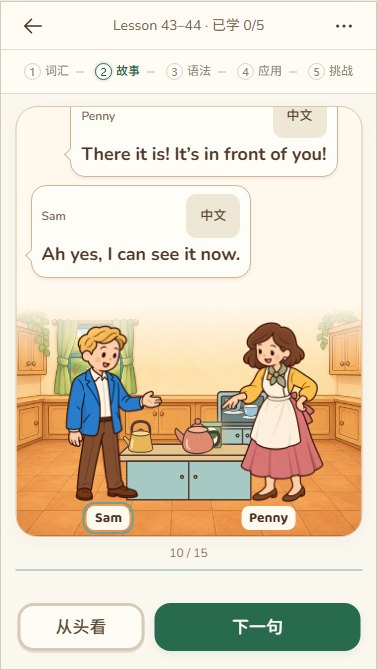 Lesson 43–44 · 已学 0/5
1 词汇 2 故事 3 语法 4 应用 5 挑战
Penny
中文
There it is! It’s in front of you!
Sam
中文
Ah yes, I can see it now.
Sam
Penny
10 / 15
从头看
下一句